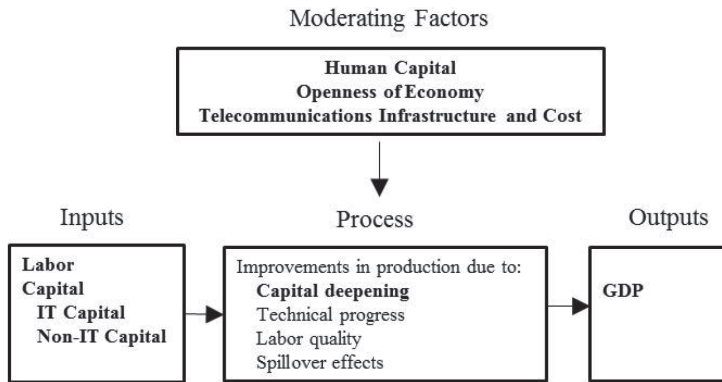 Moderating Factors
Human Capital
Openness of Economy
Telecommunications Infrastructure and Cost
Inputs
Labor
Capital
IT Capital
Non-IT Capital
Process
Improvements in production due to:
Capital deepening
Technical progress
Labor quality
Spillover effects
Outputs
GDP